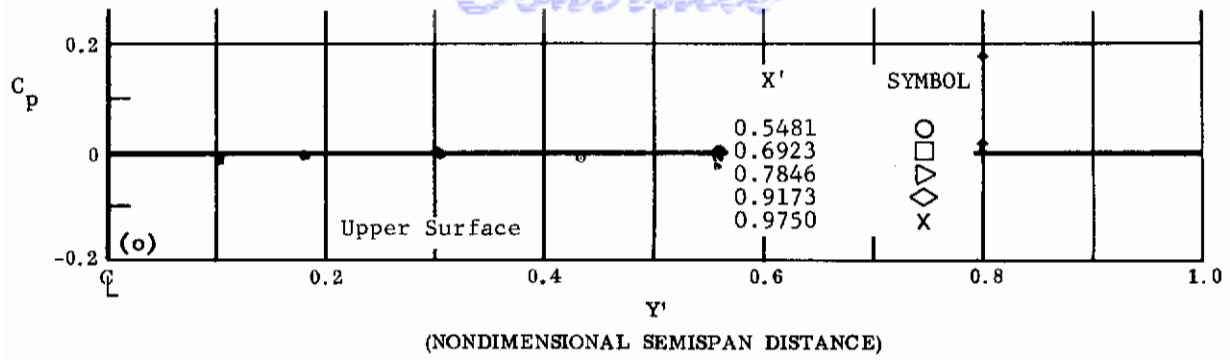 0.2
C_p
0
-0.2
(o)
Upper Surface
X' SYMBOL
0.5481 ○
0.6923 □
0.7846 ▷
0.9173 ◇
0.9750 X
℄ 0.2 0.4 0.6 0.8 1.0
Y'
(NONDIMENSIONAL SEMISPAN DISTANCE)